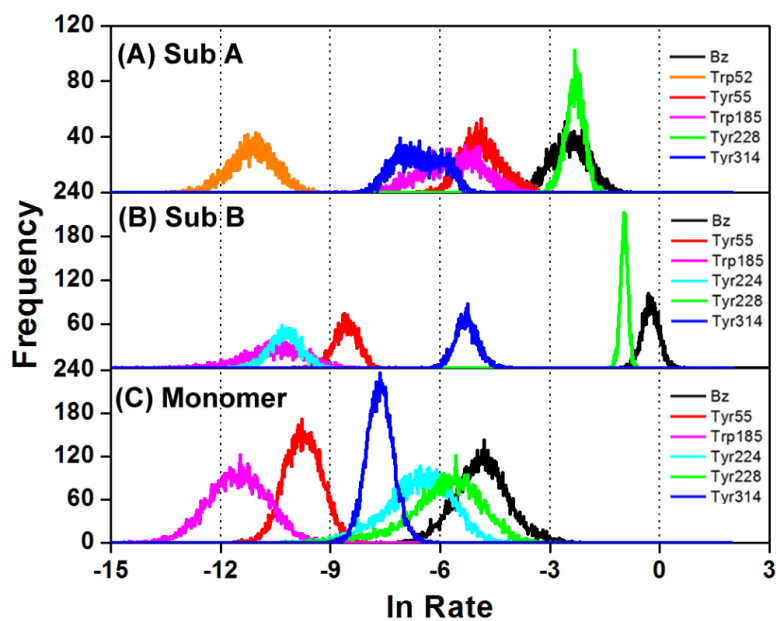 120
(A) Sub A
80
40
240
Bz
Trp52
Tyr55
Trp185
Tyr228
Tyr314
(B) Sub B
180
120
60
240
Bz
Tyr55
Trp185
Tyr224
Tyr228
Tyr314
(C) Monomer
180
120
60
0
Bz
Tyr55
Trp185
Tyr224
Tyr228
Tyr314
Frequency
-15 -12 -9 -6 -3 0 3
ln Rate